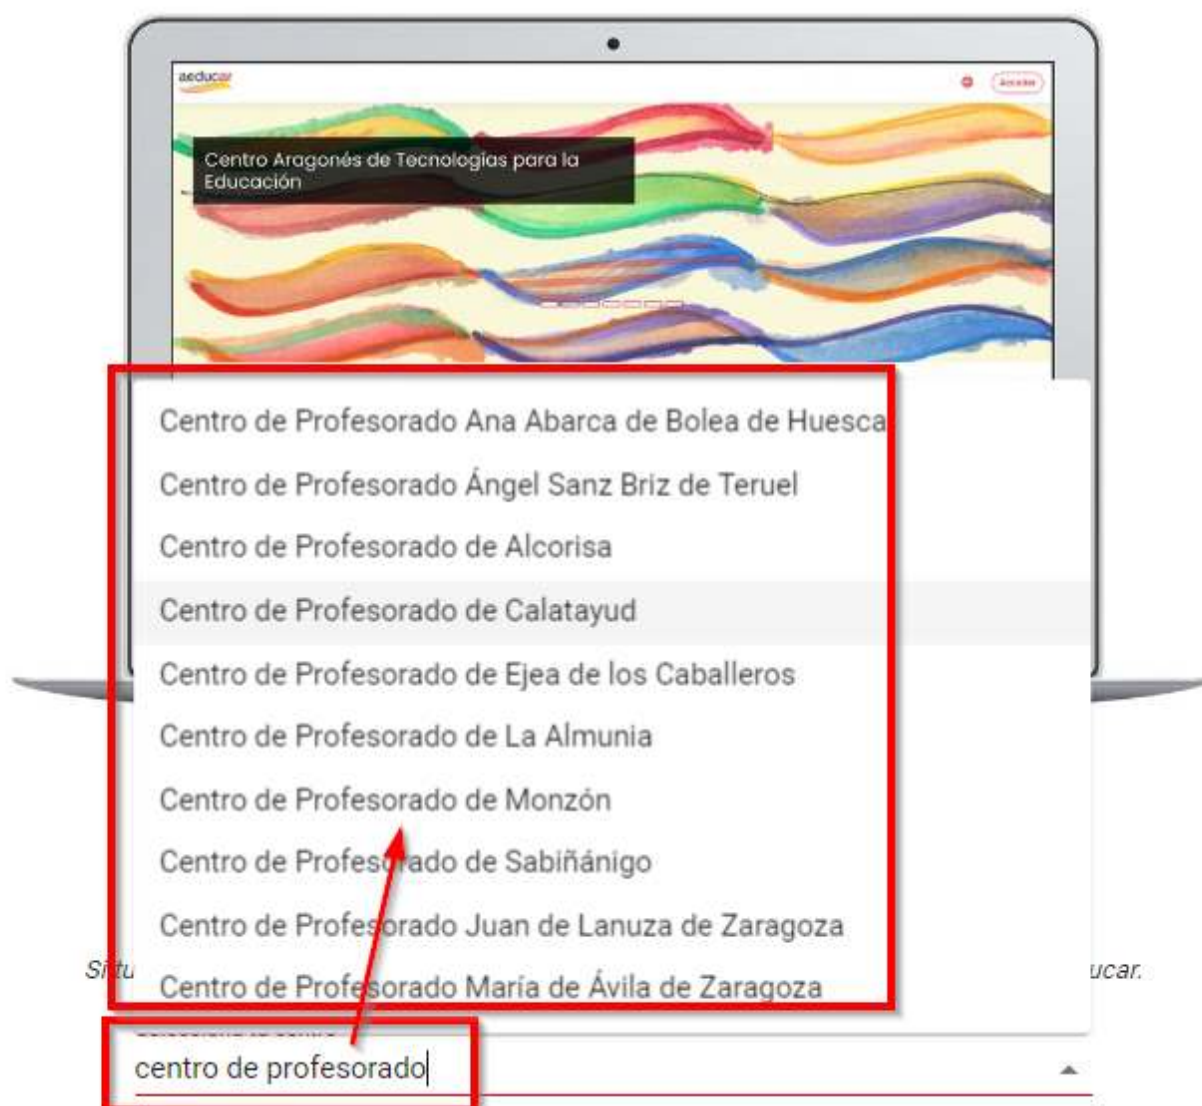 aeducar
Acceder
Centro Aragonés de Tecnologías para la
Educación
Centro de Profesorado Ana Abarca de Bolea de Huesca
Centro de Profesorado Ángel Sanz Briz de Teruel
Centro de Profesorado de Alcorisa
Centro de Profesorado de Calatayud
Centro de Profesorado de Ejea de los Caballeros
Centro de Profesorado de La Almunia
Centro de Profesorado de Monzón
Centro de Profesorado de Sabiñánigo
Centro de Profesorado Juan de Lanuza de Zaragoza
Centro de Profesorado María de Ávila de Zaragoza
Si tu
ucar.
centro de profesorado